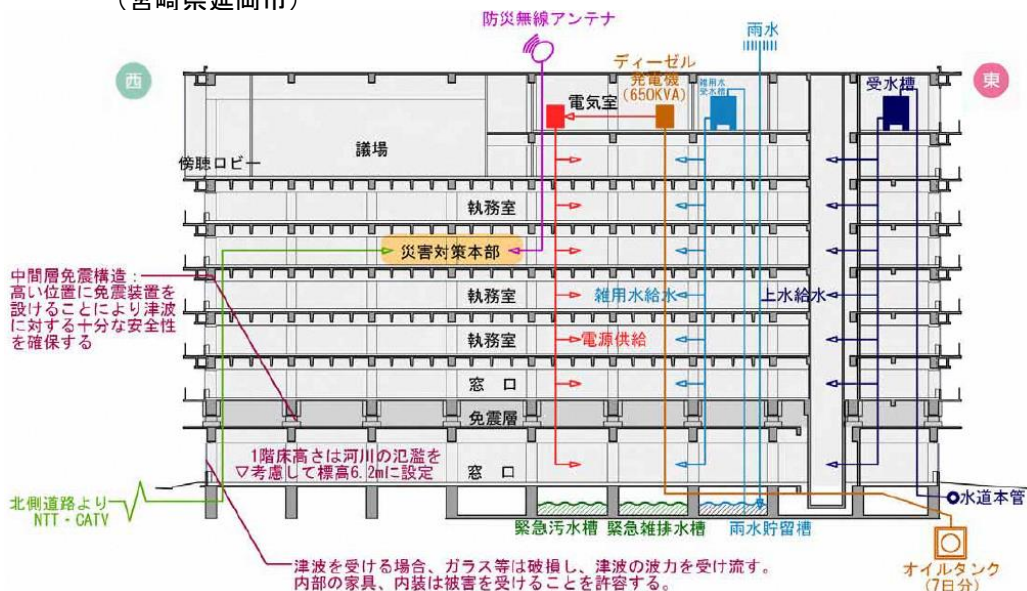 （宮崎県延岡市）
防災無線アンテナ
雨水
西
ディーゼル
発電機
（650KVA）
雑用水
受水槽
受水槽
東
電気室
議場
傍聴ロビー
執務室
災害対策本部
中間層免震構造：
高い位置に免震装置を
設けることにより津波
に対する十分な安全性
を確保する
執務室
雑用水給水
上水給水
執務室
電源供給
窓 口
免震層
1階床高さは河川の氾濫を
▽考慮して標高6.2mに設定
窓 口
北側道路より
NTT・CATV
水道本管
緊急汚水槽
緊急雑排水槽
雨水貯留槽
オイルタンク
（7日分）
津波を受ける場合、ガラス等は破損し、津波の波力を受け流す。
内部の家具、内装は被害を受けることを許容する。